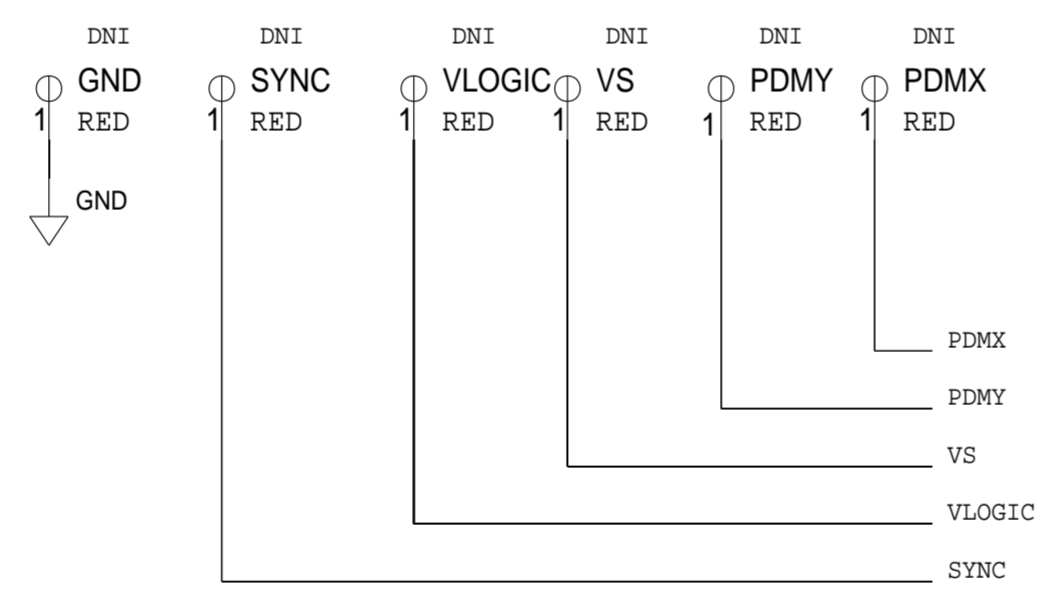 DNI DNI DNI DNI DNI DNI
GND SYNC VLOGIC VS PDMY PDMX
1 RED 1 RED 1 RED 1 RED 1 RED 1 RED
GND
PDMX
PDMY
VS
VLOGIC
SYNC